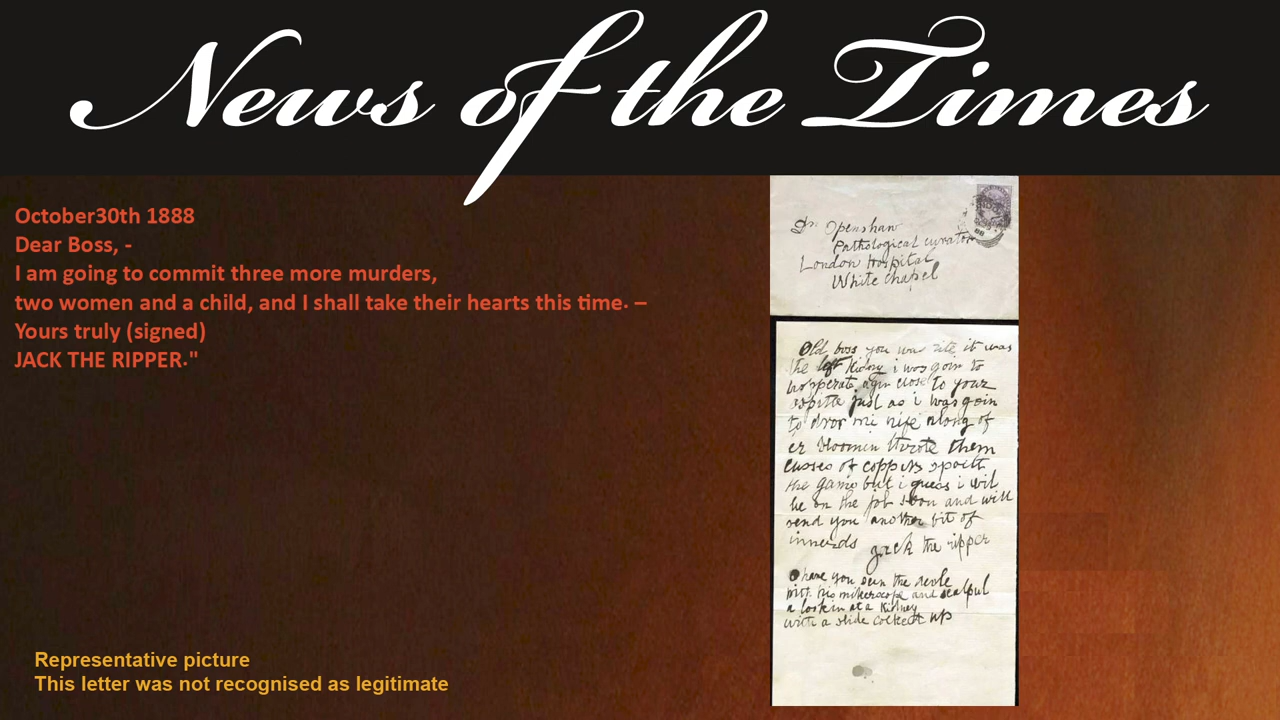 News of the Times
October30th 1888
Dear Boss, -
I am going to commit three more murders,
two women and a child, and I shall take their hearts this time. –
Yours truly (signed)
JACK THE RIPPER."
Dr. Openshaw
Pathological curator
London Hospital
White chapel
Old boss you was rite it was
the left kidny i was goin to
hopperate agin close to your
ospitle just as i was goin
to dror mi nife along of
er bloomin throte them
cusses of coppers spoilt
the game but i guess i wil
be on the job soon and will
send you another bit of
innerds
Jack the ripper
O have you seen the devle
with his mikerscope and scalpul
a lookin at a Kidney
with a slide cocked up
Representative picture
This letter was not recognised as legitimate